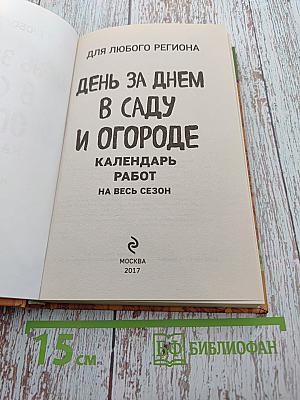 ДЛЯ ЛЮБОГО РЕГИОНА
ДЕНЬ ЗА ДНЕМ
В САДУ
И ОГОРОДЕ
КАЛЕНДАРЬ
РАБОТ
НА ВЕСЬ СЕЗОН
МОСКВА
2017
15 см
БИБЛИОФАН